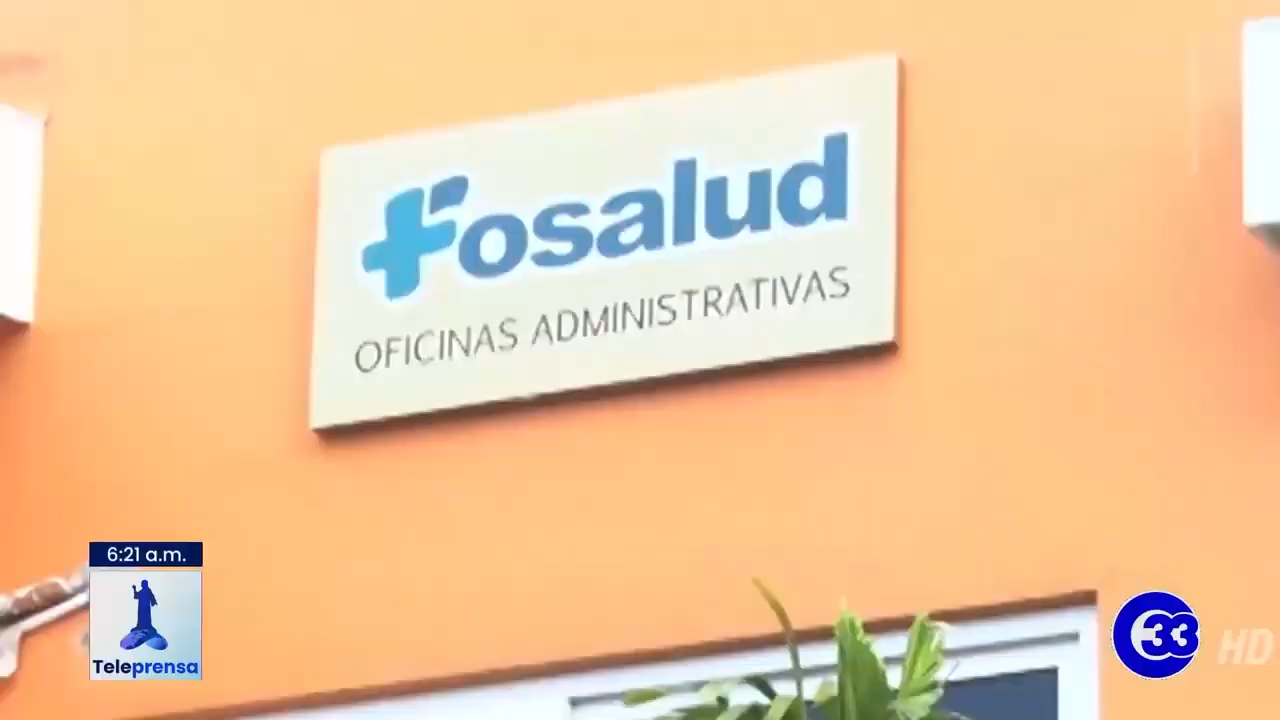 Fosalud
OFICINAS ADMINISTRATIVAS
6:21 a.m.
Teleprensa
33
HD